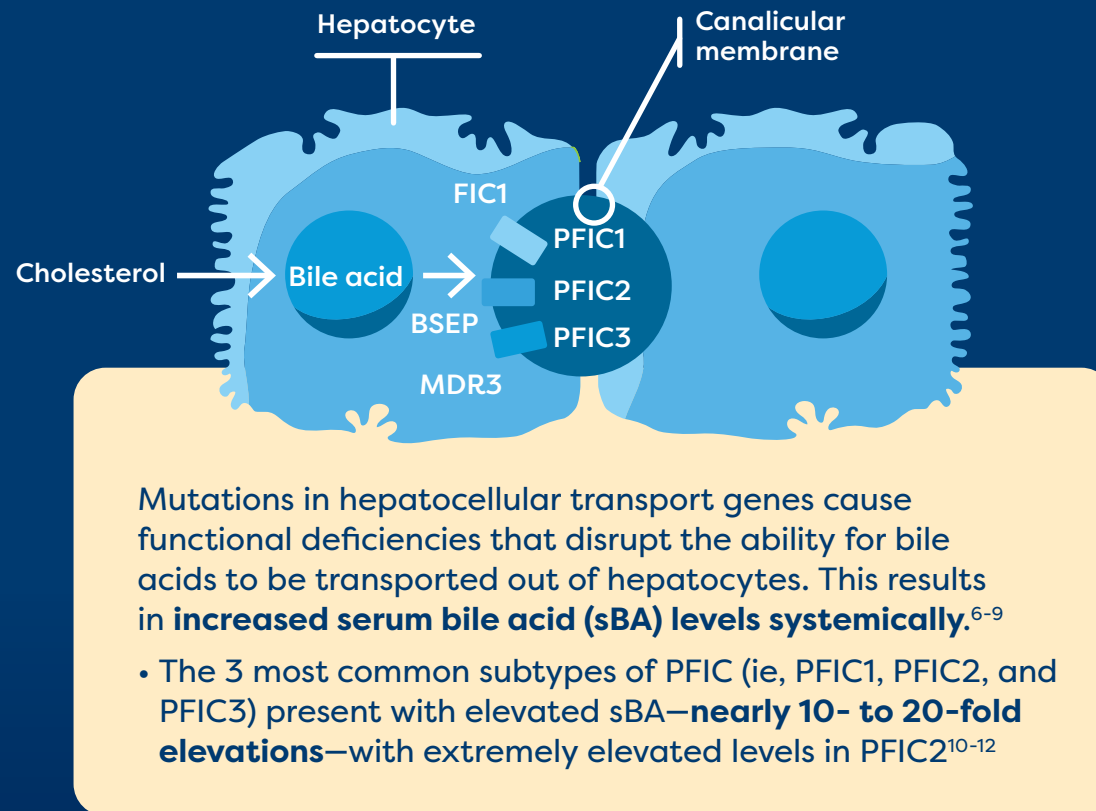 Hepatocyte
Canalicular
membrane
FIC1
PFIC1
Cholesterol
Bile acid
PFIC2
BSEP
PFIC3
MDR3
Mutations in hepatocellular transport genes cause
functional deficiencies that disrupt the ability for bile
acids to be transported out of hepatocytes. This results
in increased serum bile acid (sBA) levels systemically.6-9
• The 3 most common subtypes of PFIC (ie, PFIC1, PFIC2, and
PFIC3) present with elevated sBA—nearly 10- to 20-fold
elevations—with extremely elevated levels in PFIC210-12